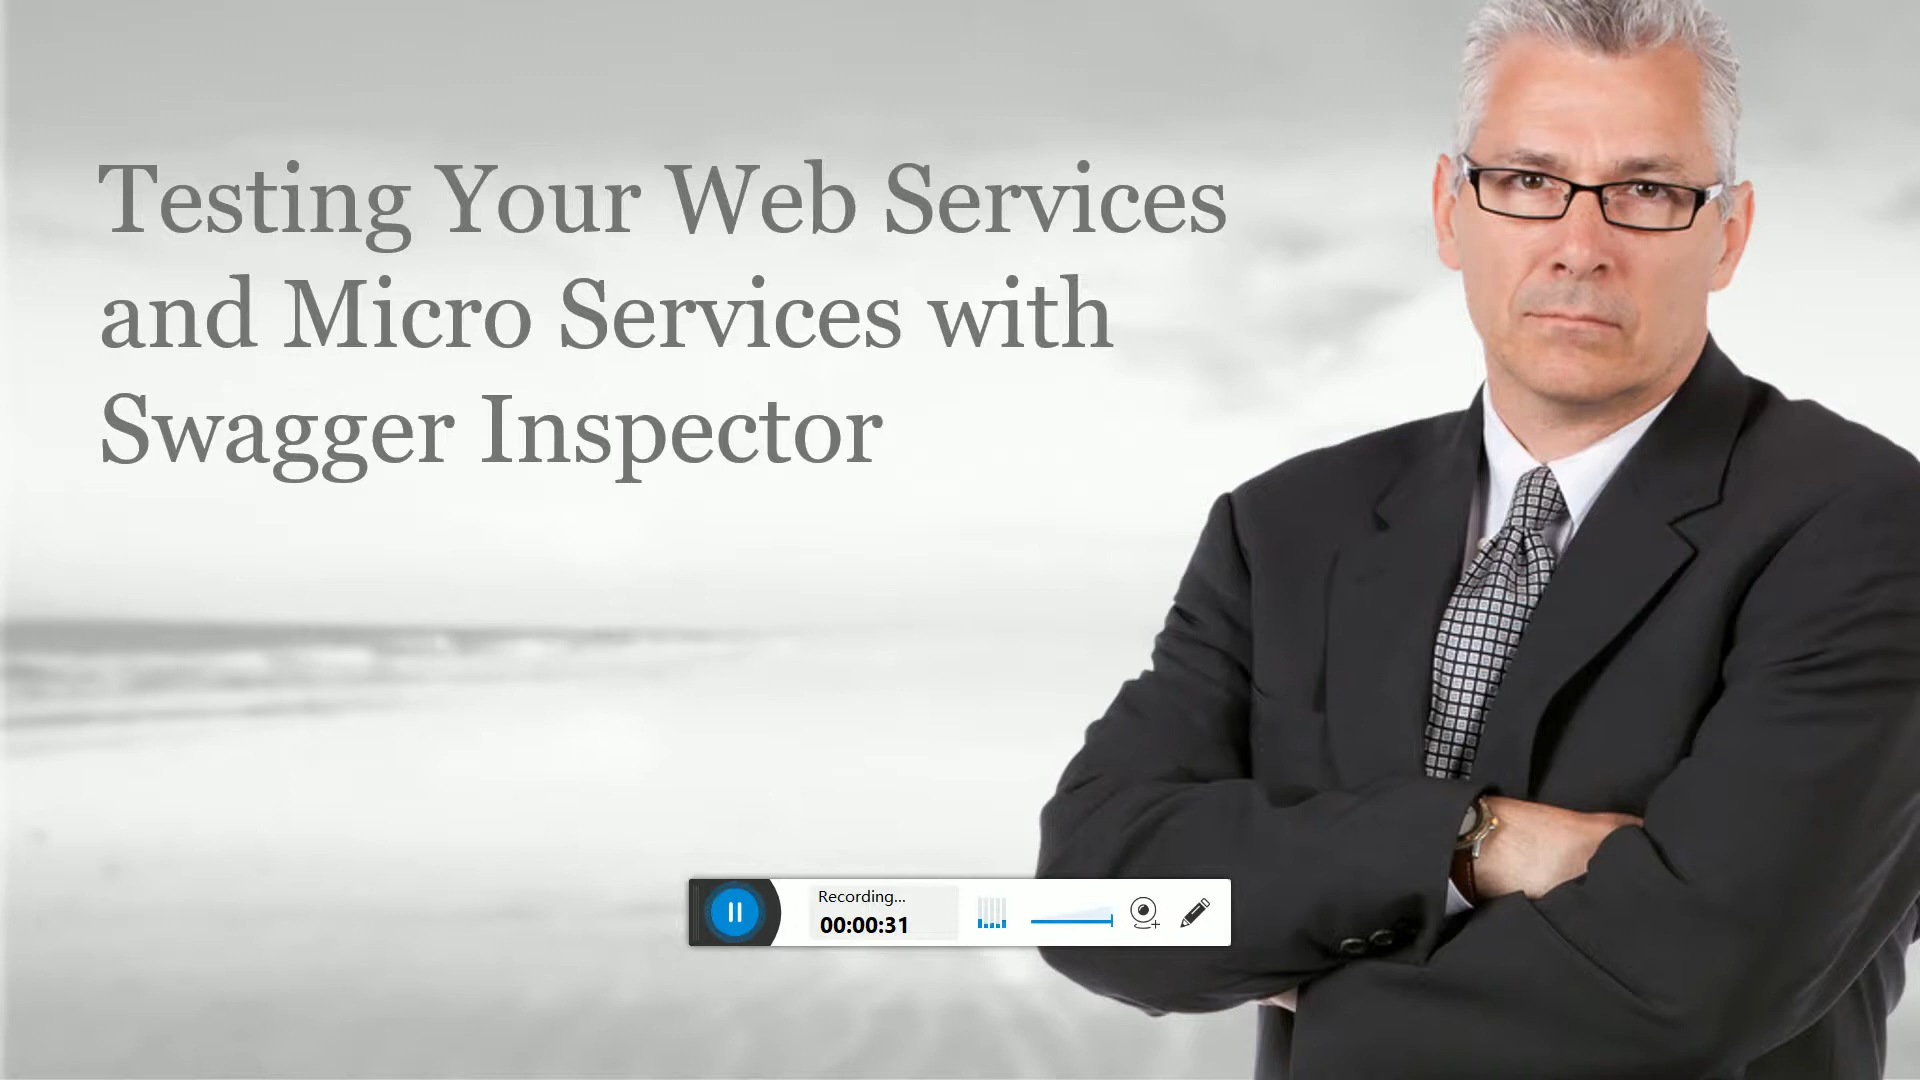 Testing Your Web Services
and Micro Services with
Swagger Inspector
Recording...
00:00:31